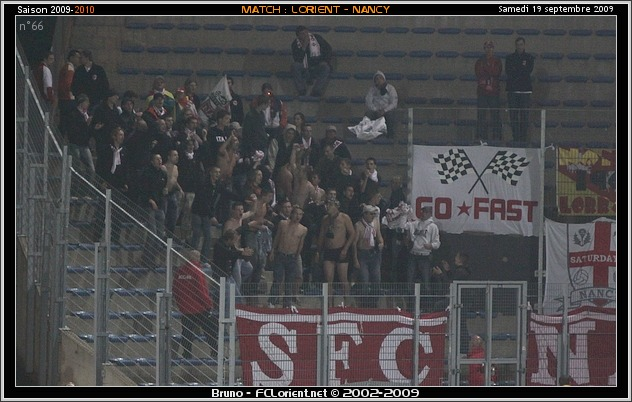 Saison 2009-2010
MATCH : LORIENT - NANCY
Samedi 19 septembre 2009
n°66
GO★FAST
LORR
SATURDAY
NANCY
SFC
N
Bruno - FCLorient.net © 2002-2009